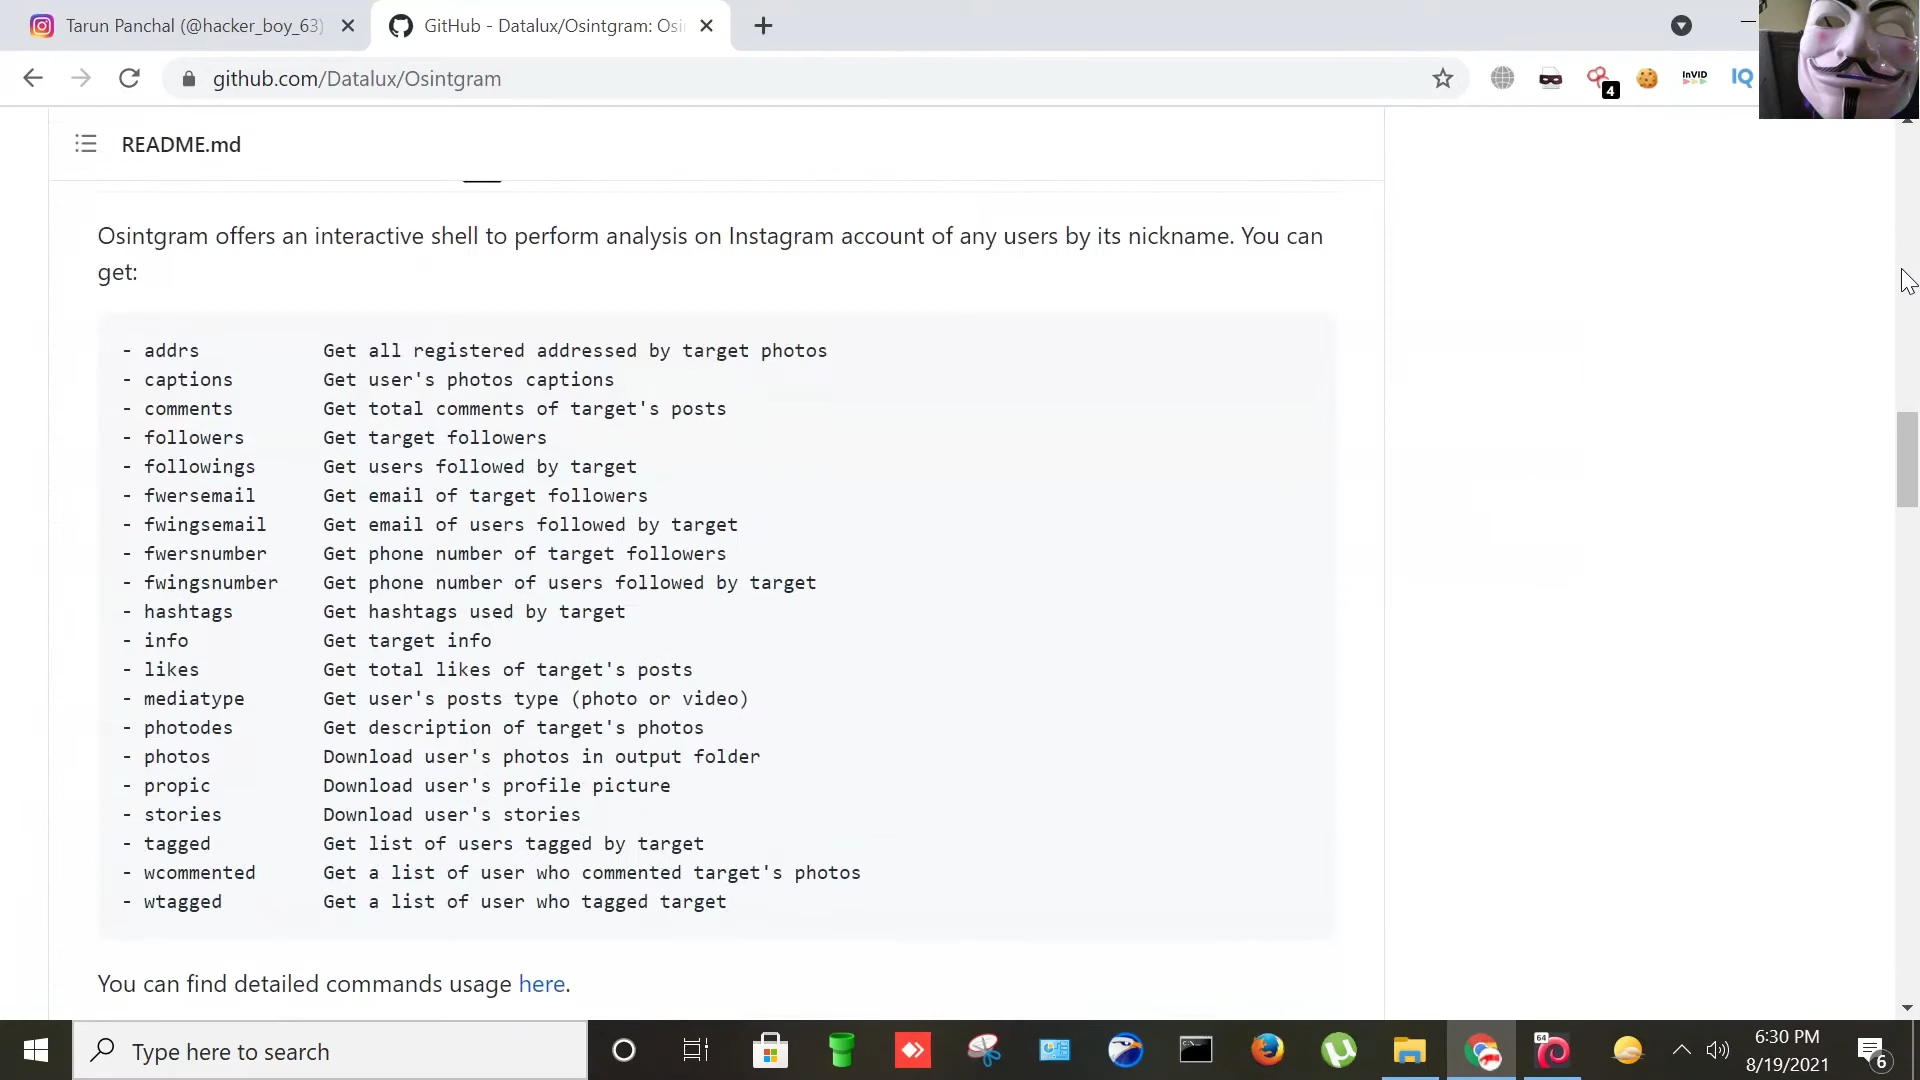 Tarun Panchal (@hacker_boy_63)
GitHub - Datalux/Osintgram: Osi
github.com/Datalux/Osintgram
4
InVID
IQ
README.md
Osintgram offers an interactive shell to perform analysis on Instagram account of any users by its nickname. You can
get:
- addrs Get all registered addressed by target photos
- captions Get user's photos captions
- comments Get total comments of target's posts
- followers Get target followers
- followings Get users followed by target
- fwersemail Get email of target followers
- fwingsemail Get email of users followed by target
- fwersnumber Get phone number of target followers
- fwingsnumber Get phone number of users followed by target
- hashtags Get hashtags used by target
- info Get target info
- likes Get total likes of target's posts
- mediatype Get user's posts type (photo or video)
- photodes Get description of target's photos
- photos Download user's photos in output folder
- propic Download user's profile picture
- stories Download user's stories
- tagged Get list of users tagged by target
- wcommented Get a list of user who commented target's photos
- wtagged Get a list of user who tagged target
You can find detailed commands usage here.
Type here to search
64
6:30 PM
8/19/2021
6